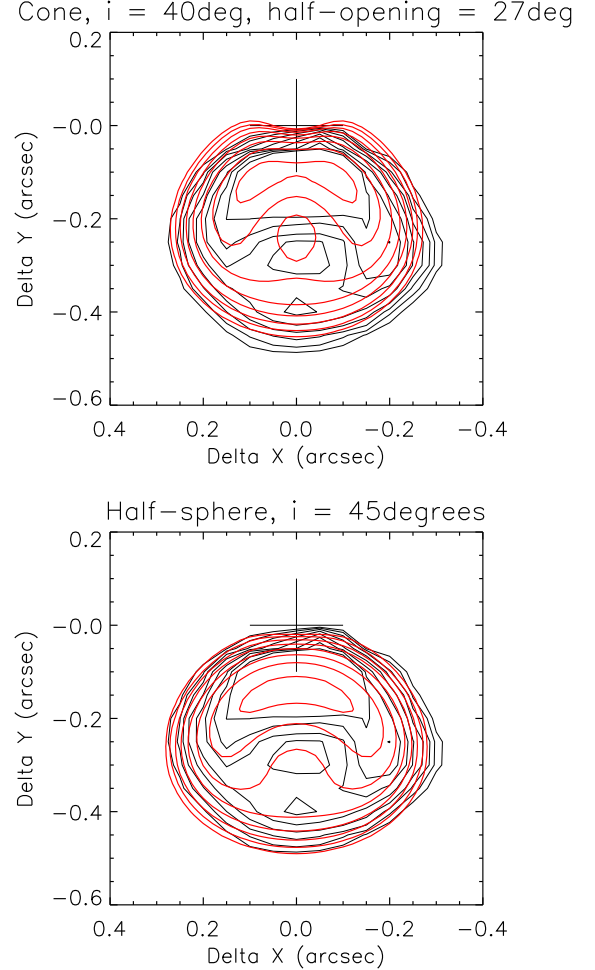 Cone, i = 40deg, half-opening = 27deg
0.2
-0.0
-0.2
-0.4
-0.6
Delta Y (arcsec)
0.4 0.2 0.0 -0.2 -0.4
Delta X (arcsec)
Half-sphere, i = 45degrees
0.2
-0.0
-0.2
-0.4
-0.6
Delta Y (arcsec)
0.4 0.2 0.0 -0.2 -0.4
Delta X (arcsec)